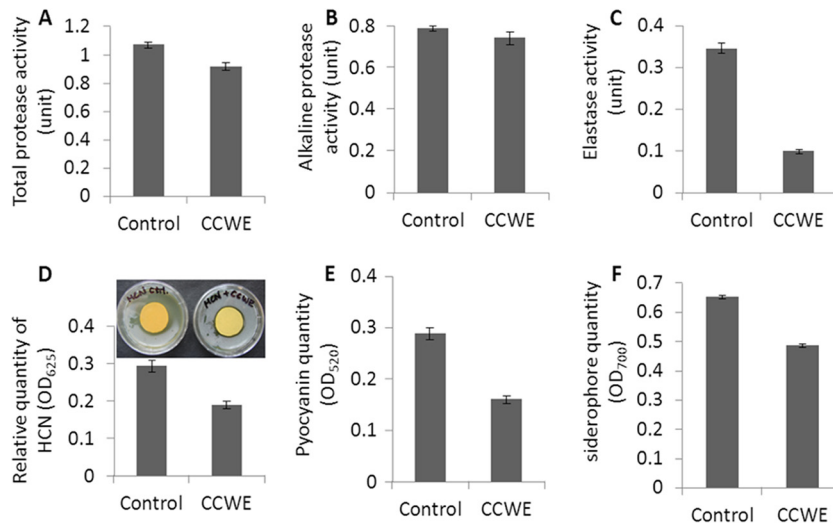 A
Total protease activity
(unit)
1.2
1
0.8
0.6
0.4
0.2
0
Control CCWE
B
Alkaline protease
activity (unit)
0.8
0.6
0.4
0.2
0
Control CCWE
C
Elastase activity
(unit)
0.4
0.3
0.2
0.1
0
Control CCWE
D
Relative quantity of
HCN (OD625)
HCN ctrl.
HCN + CCWE
0.4
0.3
0.2
0.1
0
Control CCWE
E
Pyocyanin quantity
(OD520)
0.4
0.3
0.2
0.1
0
Control CCWE
F
siderophore quantity
(OD700)
0.7
0.6
0.5
0.4
0.3
0.2
0.1
0
Control CCWE